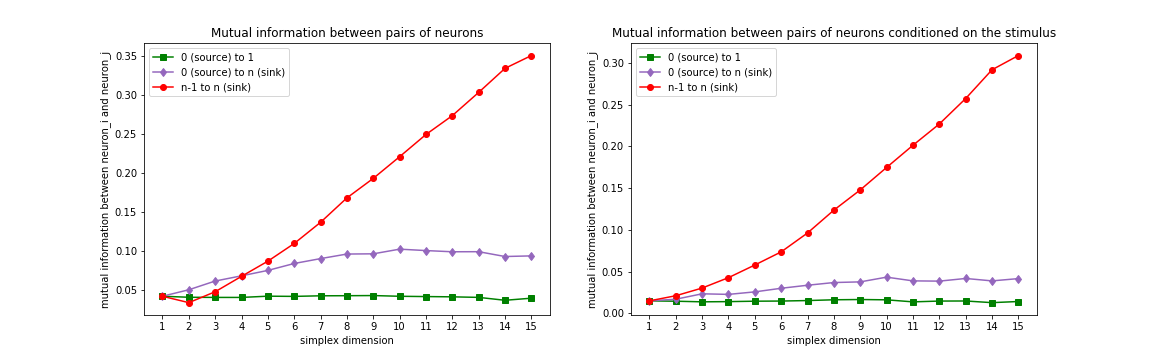 Mutual information between pairs of neurons
mutual information between neuron_i and neuron_j
0.35
0.30
0.25
0.20
0.15
0.10
0.05
0 (source) to 1
0 (source) to n (sink)
n-1 to n (sink)
1 2 3 4 5 6 7 8 9 10 11 12 13 14 15
simplex dimension
Mutual information between pairs of neurons conditioned on the stimulus
mutual information between neuron_i and neuron_j
0.30
0.25
0.20
0.15
0.10
0.05
0.00
0 (source) to 1
0 (source) to n (sink)
n-1 to n (sink)
1 2 3 4 5 6 7 8 9 10 11 12 13 14 15
simplex dimension